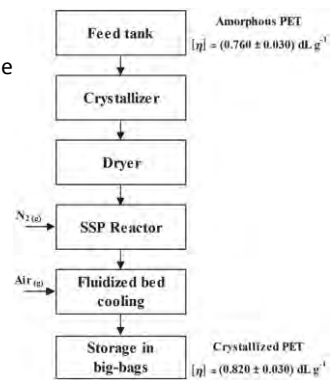 e
Feed tank
Amorphous PET
[η] = (0.760 ± 0.030) dL g⁻¹
Crystallizer
Dryer
N₂ (g)
SSP Reactor
Air (g)
Fluidized bed
cooling
Storage in
big-bags
Crystallized PET
[η] = (0.820 ± 0.030) dL g⁻¹